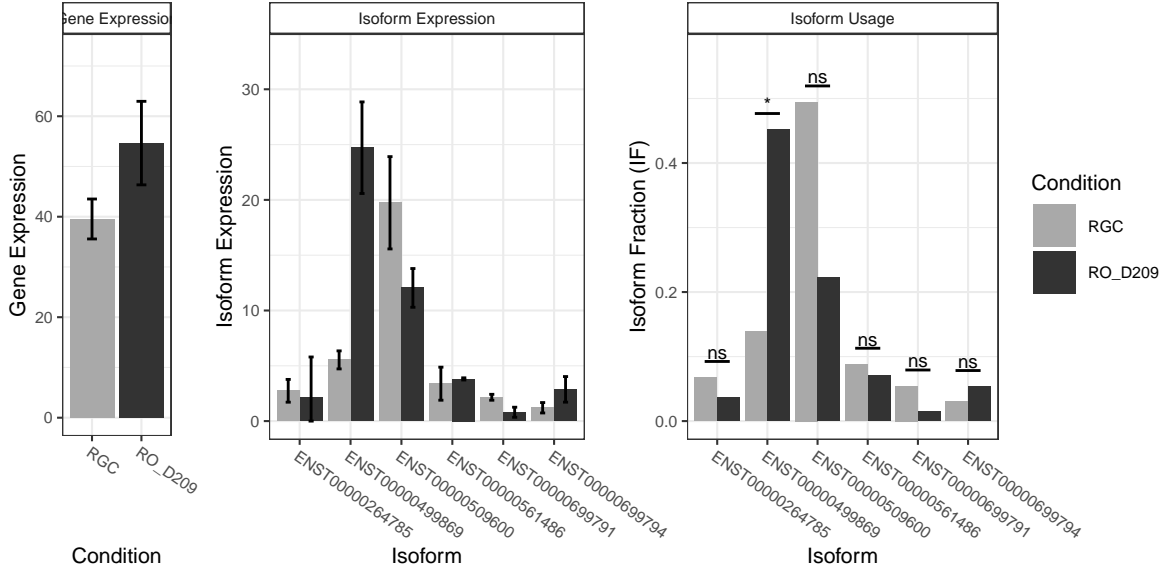 Gene Expression
Isoform Expression
Isoform Usage
Gene Expression
0
20
40
60
RGC
RO_D209
Condition
Isoform Expression
0
10
20
30
ENST00000264785
ENST00000499869
ENST00000509600
ENST00000561486
ENST00000699791
ENST00000699794
Isoform
Isoform Fraction (IF)
0.0
0.2
0.4
ns
*
ns
ns
ns
ns
ENST00000264785
ENST00000499869
ENST00000509600
ENST00000561486
ENST00000699791
ENST00000699794
Isoform
Condition
RGC
RO_D209